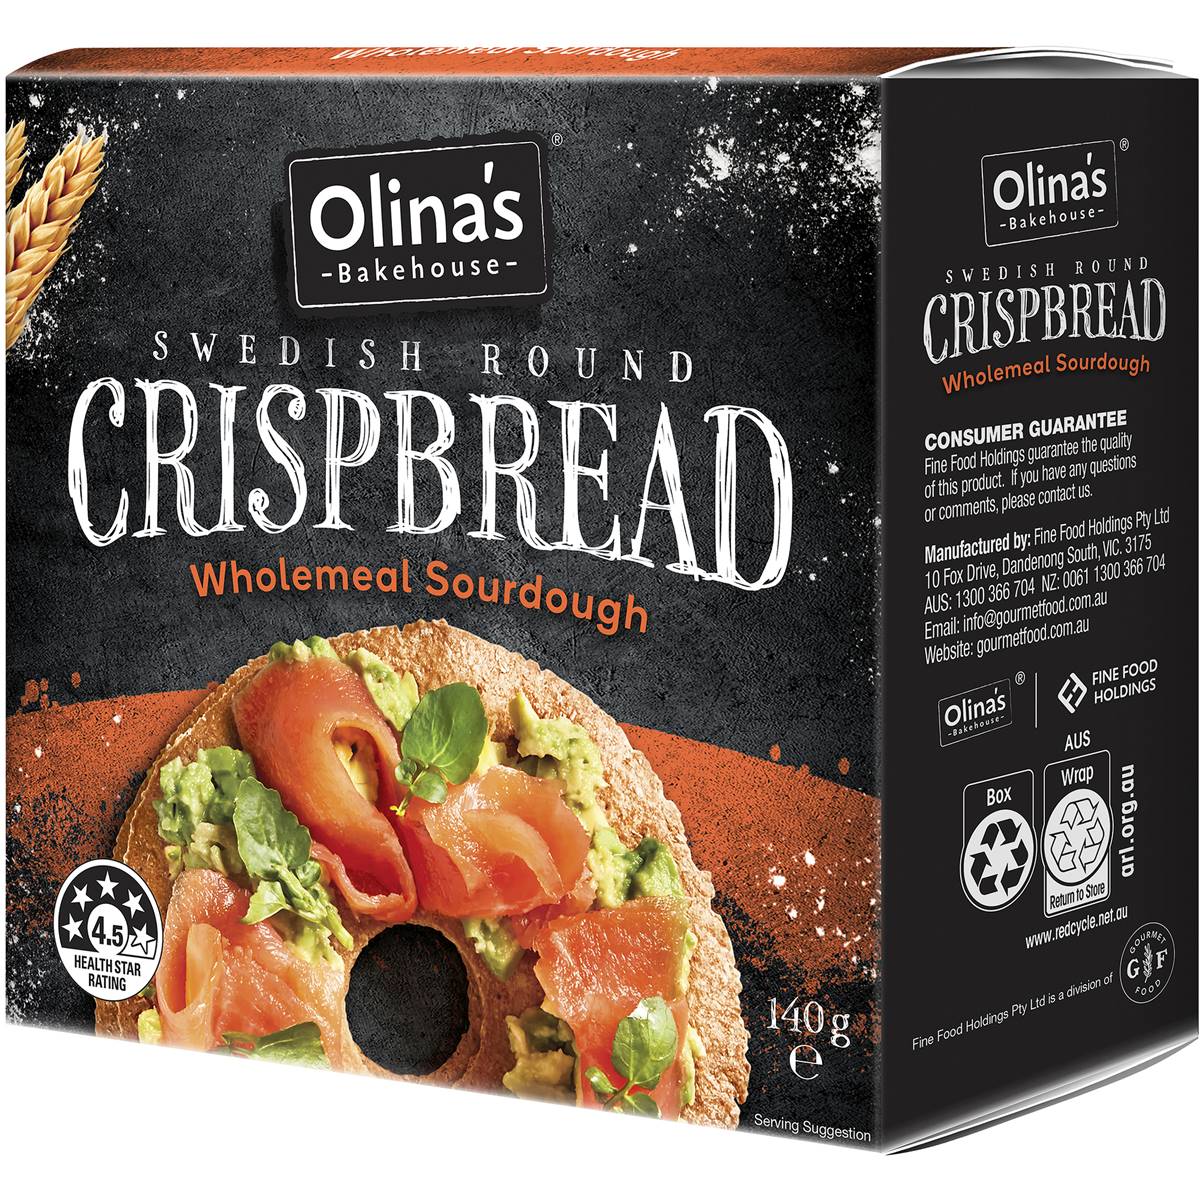 Wholemeal Sourdough
Olina's
®
-Bakehouse-
SWEDISH ROUND
CRISPBREAD
Wholemeal Sourdough
4.5
HEALTH STAR
RATING
140g
e
Serving Suggestion
Olina's
®
-Bakehouse-
SWEDISH ROUND
CRISPBREAD
Wholemeal Sourdough
CONSUMER GUARANTEE
Fine Food Holdings guarantee the quality
of this product. If you have any questions
or comments, please contact us.
Manufactured by: Fine Food Holdings Pty Ltd
10 Fox Drive, Dandenong South, VIC. 3175
AUS: 1300 366 704 NZ: 0061 1300 366 704
Email: info@gourmetfood.com.au
Website: gourmetfood.com.au
Olina's
®
-Bakehouse-
FINE FOOD
HOLDINGS
AUS
Box
Wrap
Return to Store
arl.org.au
www.redcycle.net.au
Fine Food Holdings Pty Ltd is a division of
GOURMET
G F
FOOD